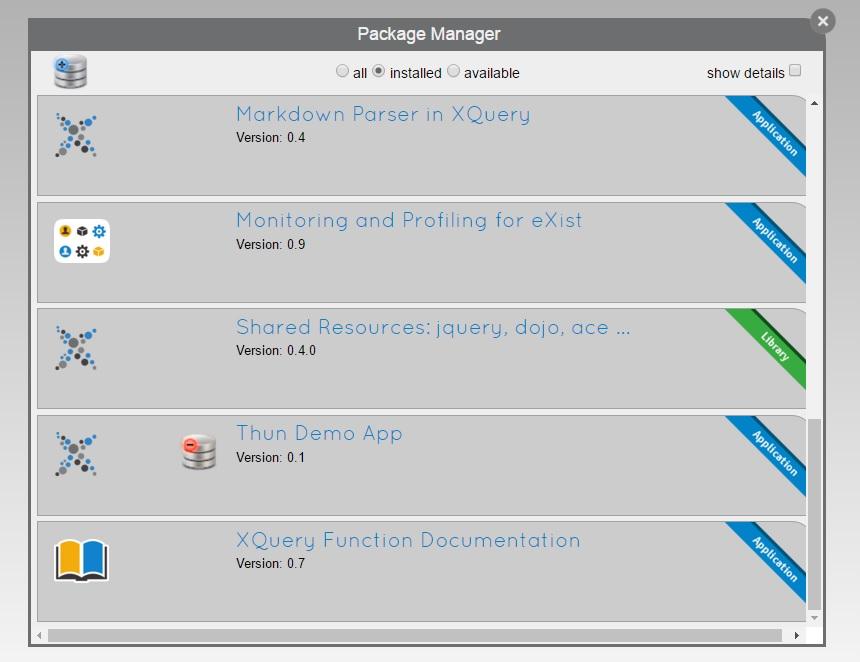 Package Manager
all installed available show details
Markdown Parser in XQuery
Version: 0.4
Application
Monitoring and Profiling for eXist
Version: 0.9
Application
Shared Resources: jquery, dojo, ace ...
Version: 0.4.0
Library
Thun Demo App
Version: 0.1
Application
XQuery Function Documentation
Version: 0.7
Application